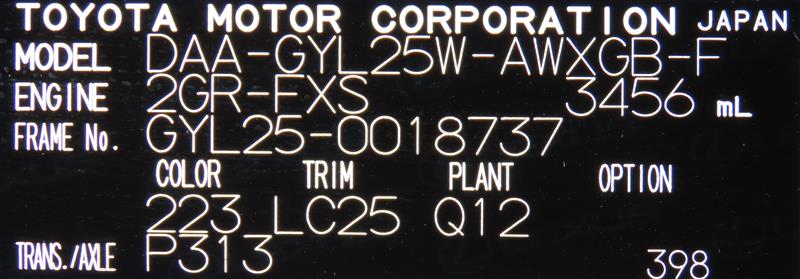 TOYOTA MOTOR CORPORATION JAPAN
MODEL DAA-GYL25W-AWXGB-F
ENGINE 2GR-FXS 3456 mL
FRAME No. GYL25-0018737
COLOR TRIM PLANT OPTION
223 LC25 Q12
TRANS./AXLE P313 398